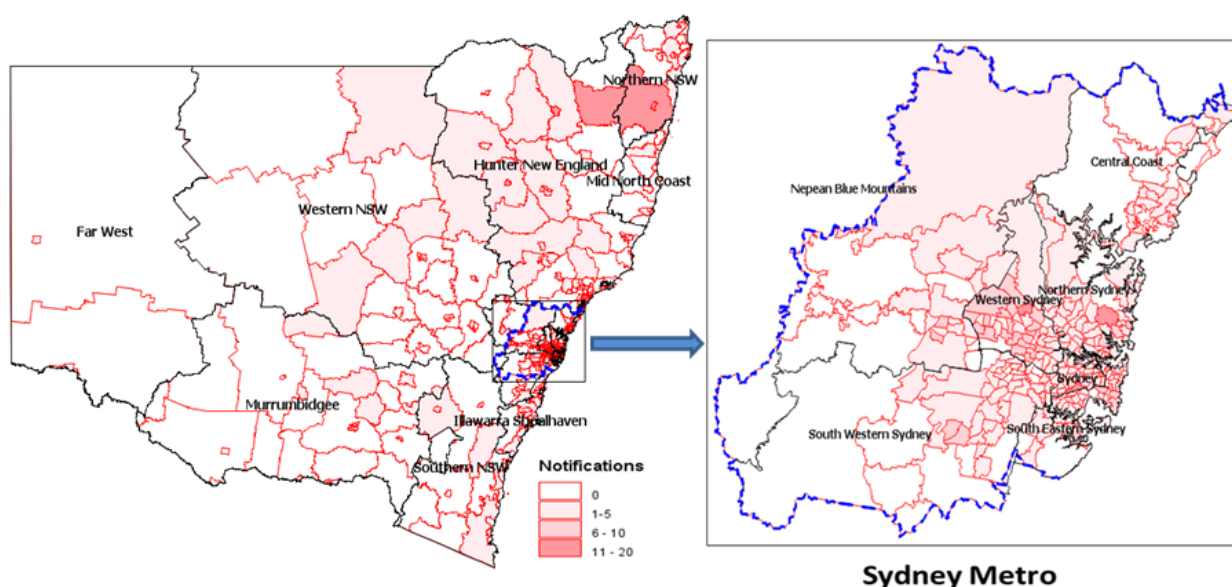 Northern NSW
Hunter New England
Mid North Coast
Western NSW
Far West
Murrumbidgee
Illawarra Shoalhaven
Southern NSW
Notifications
0
1-5
6 - 10
11 - 20
Central Coast
Nepean Blue Mountains
Northern Sydney
Western Sydney
Sydney
South Western Sydney
South Eastern Sydney
Sydney Metro